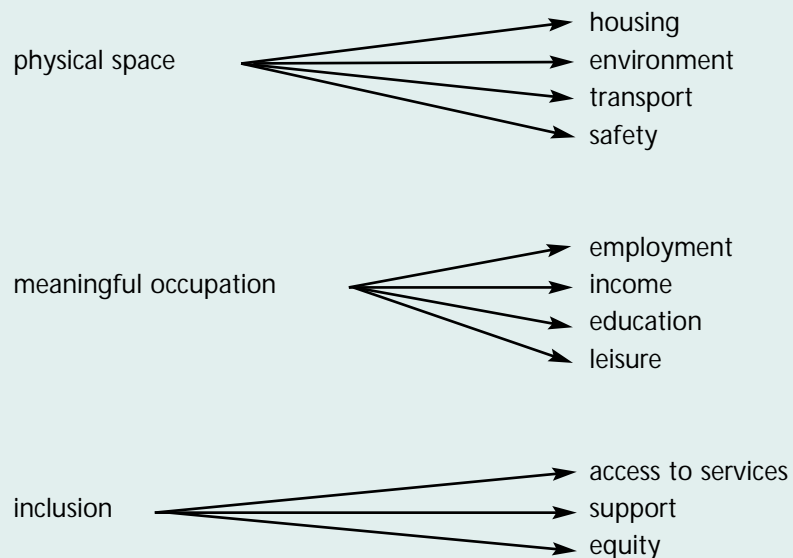 physical space
housing
environment
transport
safety
meaningful occupation
employment
income
education
leisure
inclusion
access to services
support
equity